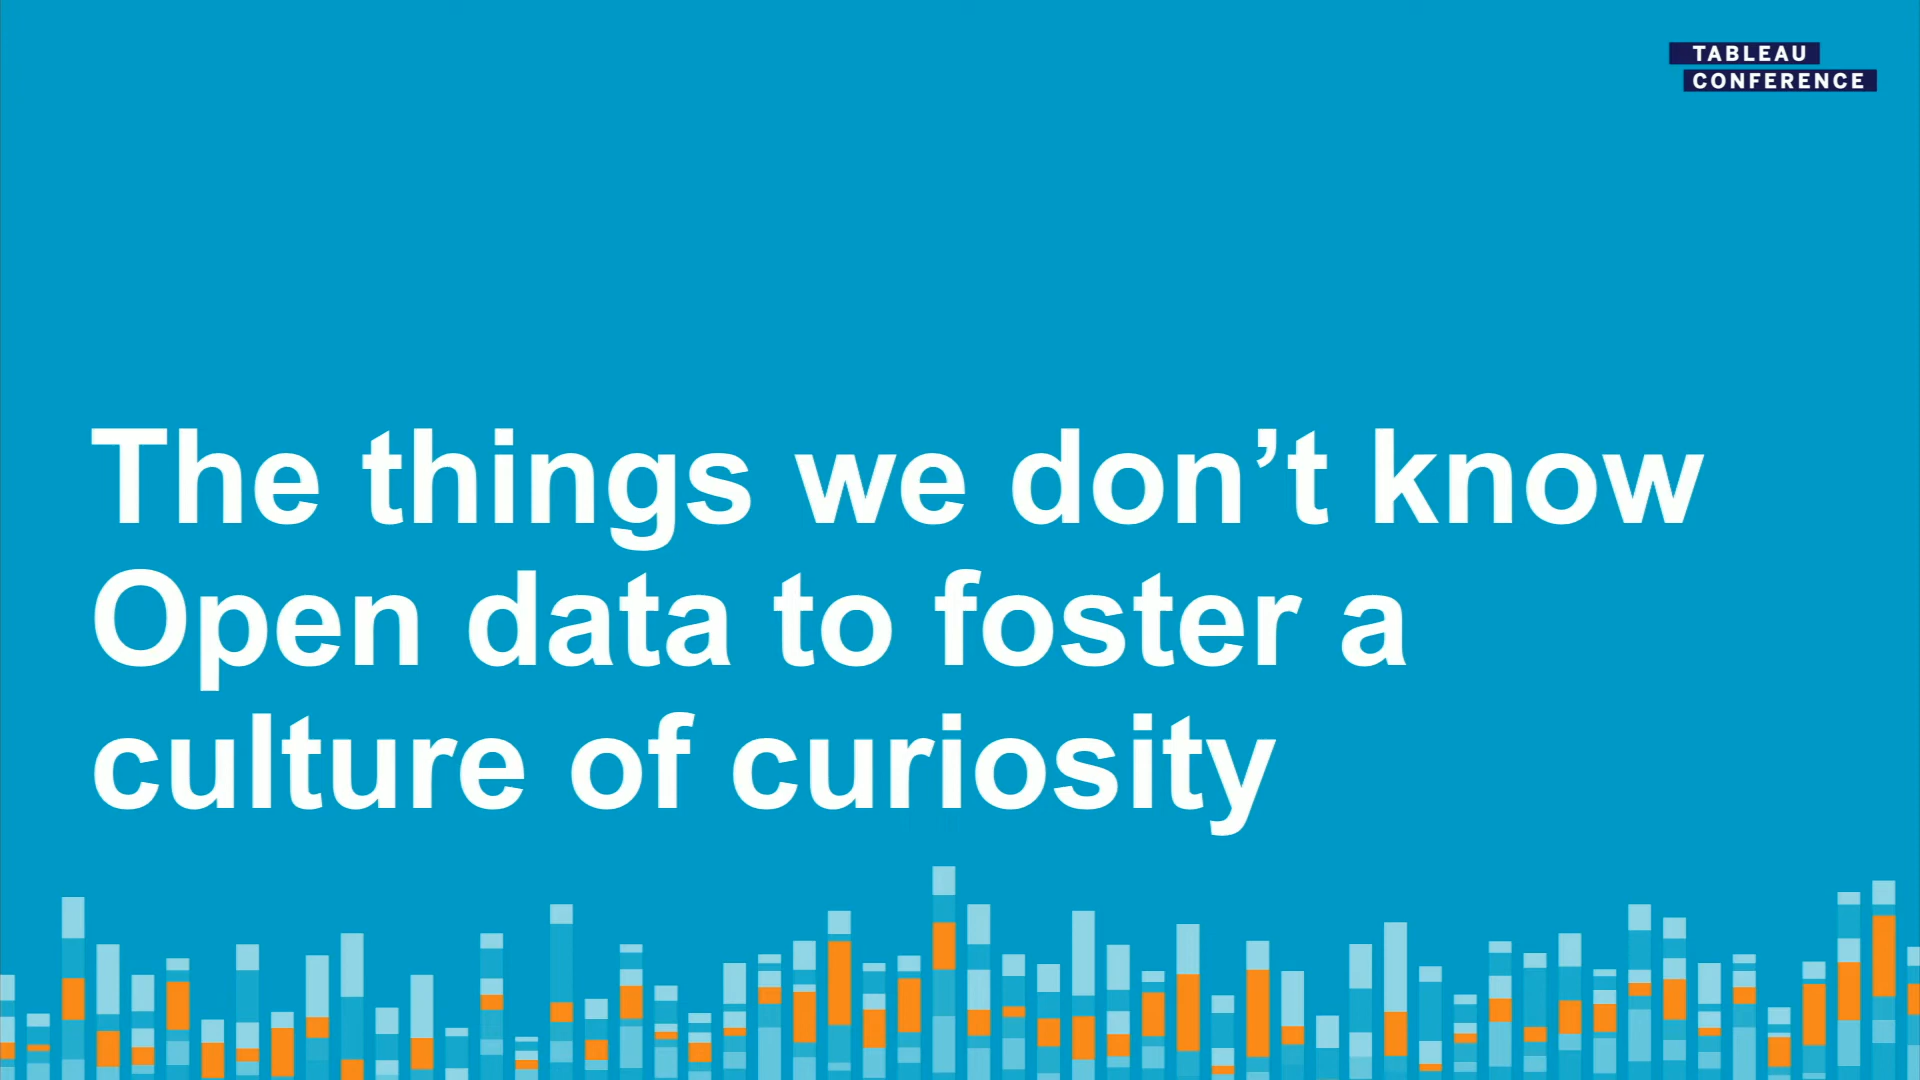 TABLEAU
CONFERENCE
The things we don’t know
Open data to foster a
culture of curiosity